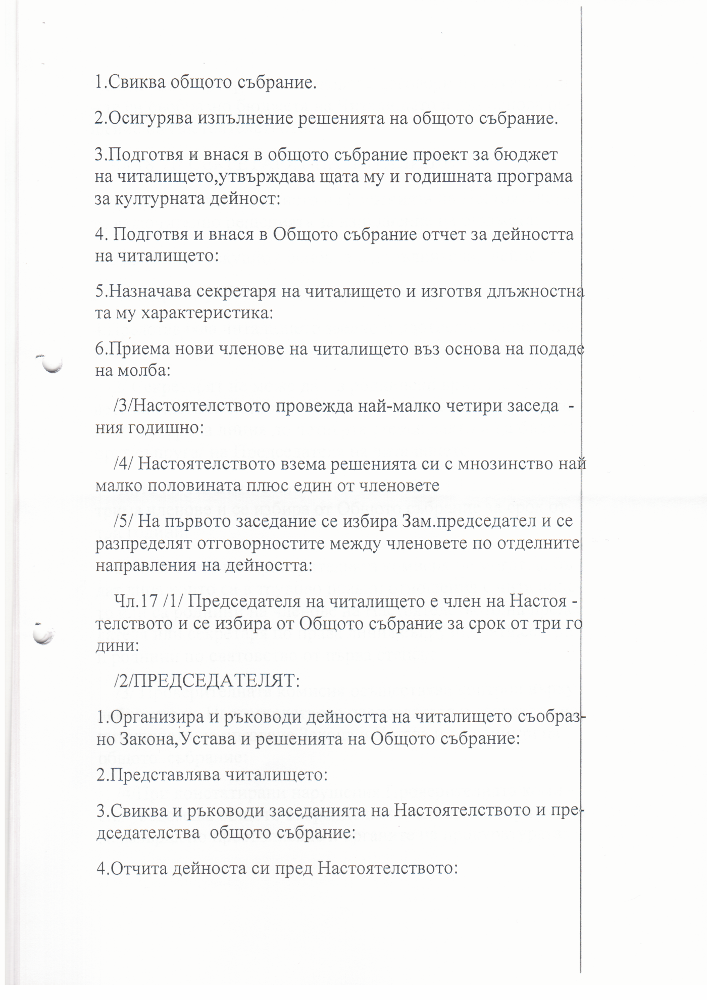 1.Свиква общото събрание.
2.Осигурява изпълнение решенията на общото събрание.
3.Подготвя и внася в общото събрание проект за бюджет
на читалището,утвърждава щата му и годишната програма
за културната дейност:
4. Подготвя и внася в Общото събрание отчет за дейността
на читалището:
5.Назначава секретаря на читалището и изготвя длъжностна
та му характеристика:
6.Приема нови членове на читалището въз основа на подаде
на молба:
/3/Настоятелството провежда най-малко четири заседа -
ния годишно:
/4/ Настоятелството взема решенията си с мнозинство най
малко половината плюс един от членовете
/5/ На първото заседание се избира Зам.председател и се
разпределят отговорностите между членовете по отделните
направления на дейността:
Чл.17 /1/ Председателя на читалището е член на Настоя -
телството и се избира от Общото събрание за срок от три го
дини:
/2/ПРЕДСЕДАТЕЛЯТ:
1.Организира и ръководи дейността на читалището съобраз-
но Закона,Устава и решенията на Общото събрание:
2.Представлява читалището:
3.Свиква и ръководи заседанията на Настоятелството и пре-
дседателства общото събрание:
4.Отчита дейноста си пред Настоятелството: